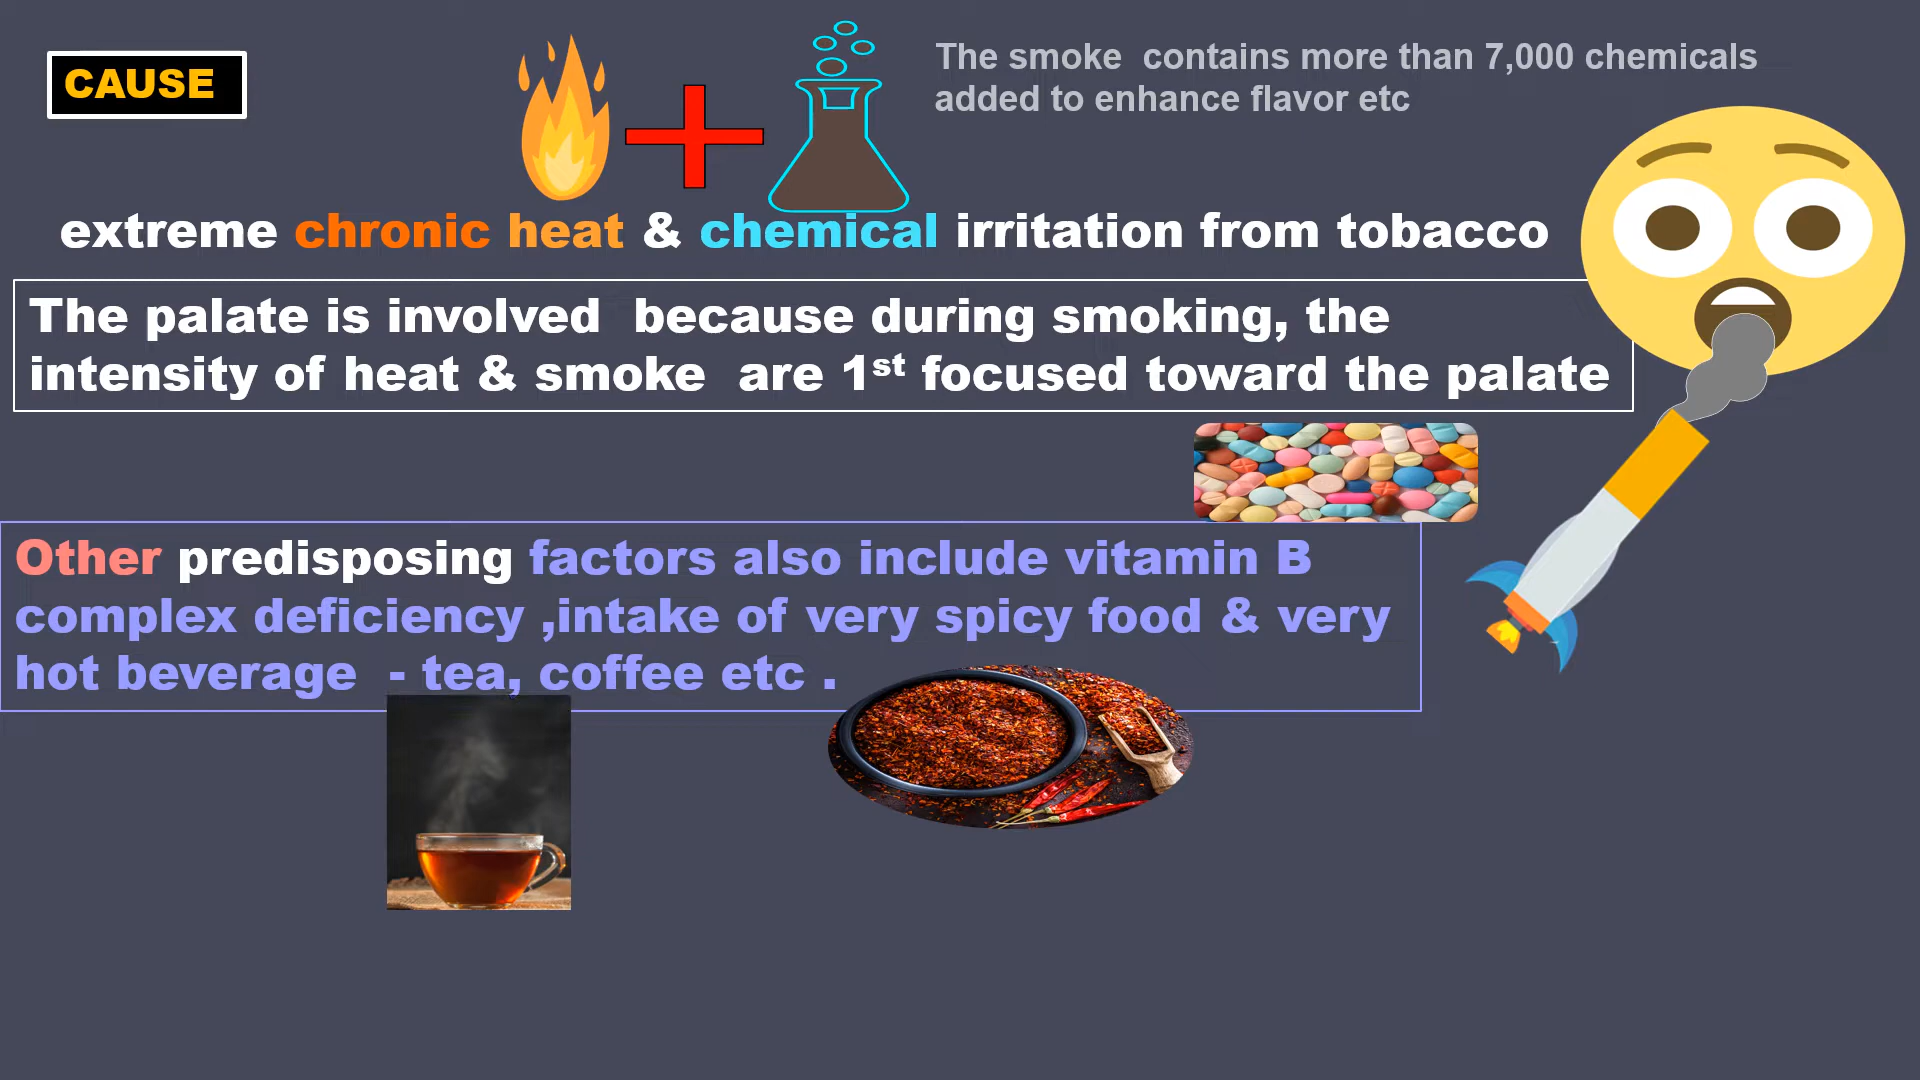 CAUSE
The smoke  contains more than 7,000 chemicals
added to enhance flavor etc
extreme chronic heat & chemical irritation from tobacco
The palate is involved  because during smoking, the
intensity of heat & smoke  are 1st focused toward the palate
Other predisposing factors also include vitamin B
complex deficiency ,intake of very spicy food & very
hot beverage  - tea, coffee etc .